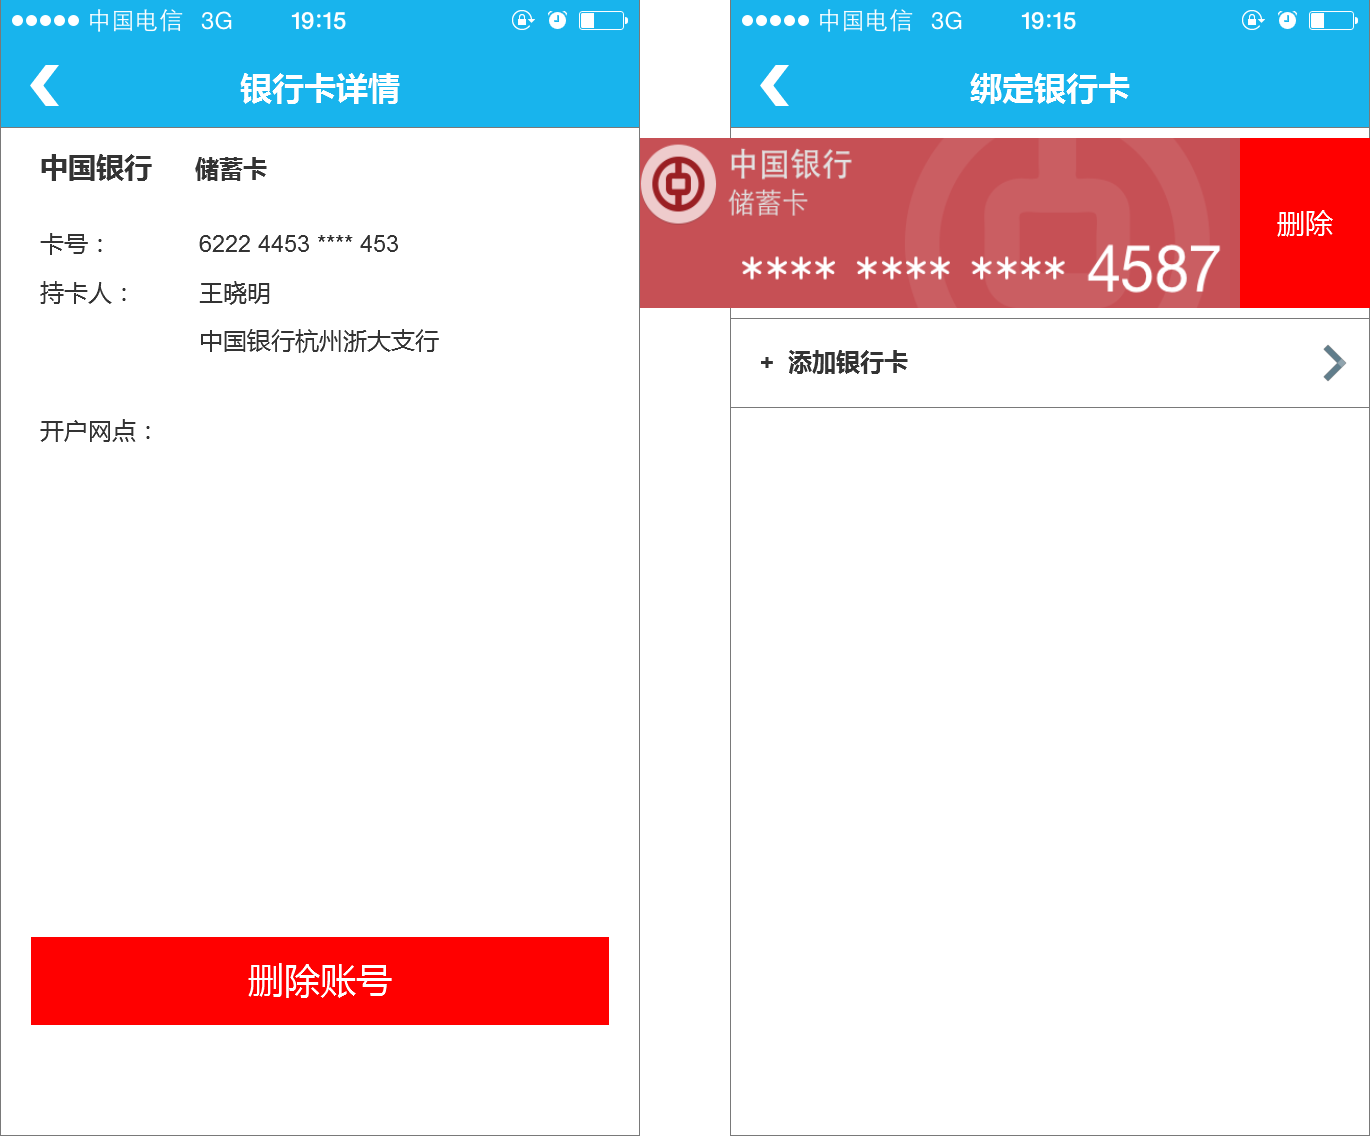 中国电信 3G 19:15
银行卡详情
中国银行 储蓄卡
卡号： 6222 4453 **** 453
持卡人： 王晓明
中国银行杭州浙大支行
开户网点：
删除账号
中国电信 3G 19:15
绑定银行卡
中国银行
储蓄卡
**** **** **** 4587
删除
+ 添加银行卡